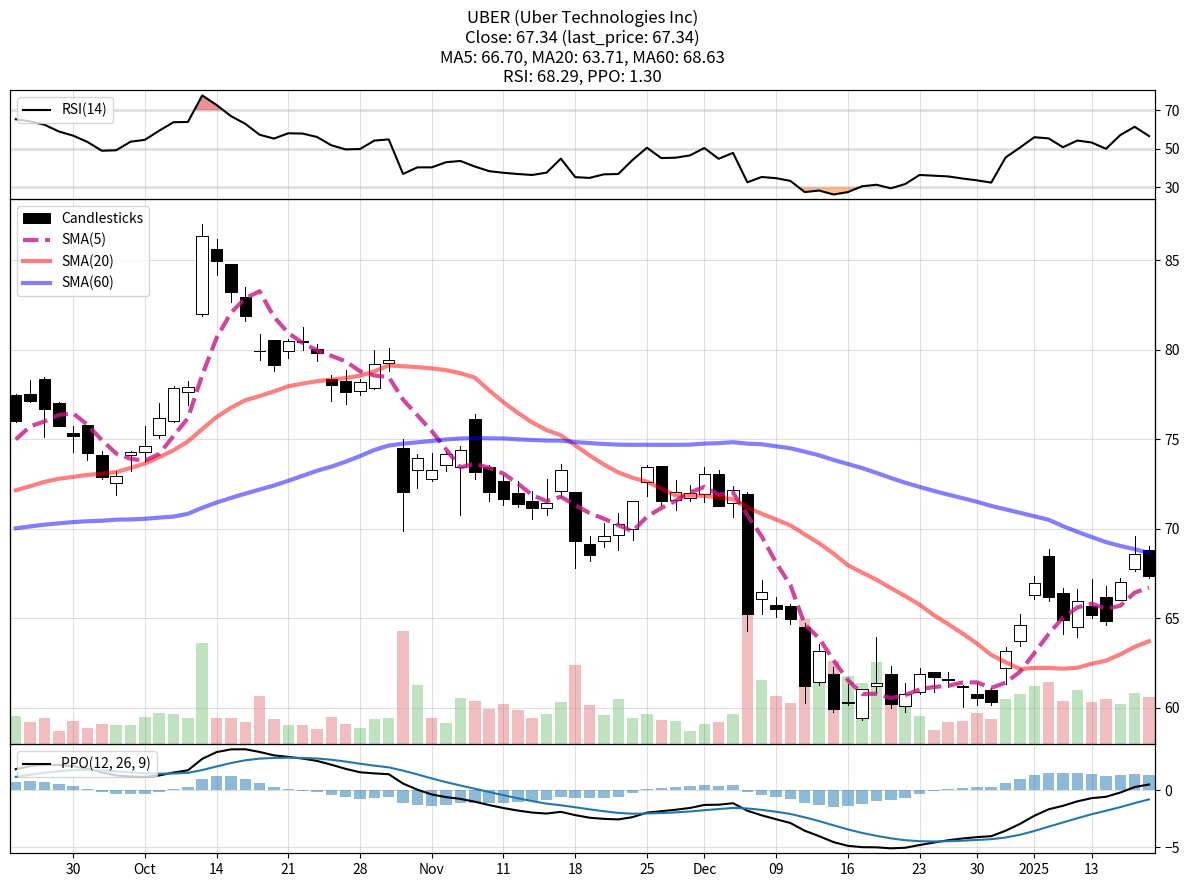 UBER (Uber Technologies Inc)
Close: 67.34 (last_price: 67.34)
MA5: 66.70, MA20: 63.71, MA60: 68.63
RSI: 68.29, PPO: 1.30
RSI(14)
70
50
30
Candlesticks
SMA(5)
SMA(20)
SMA(60)
85
80
75
70
65
60
PPO(12, 26, 9)
0
−5
30 Oct 14 21 28 Nov 11 18 25 Dec 09 16 23 30 2025 13